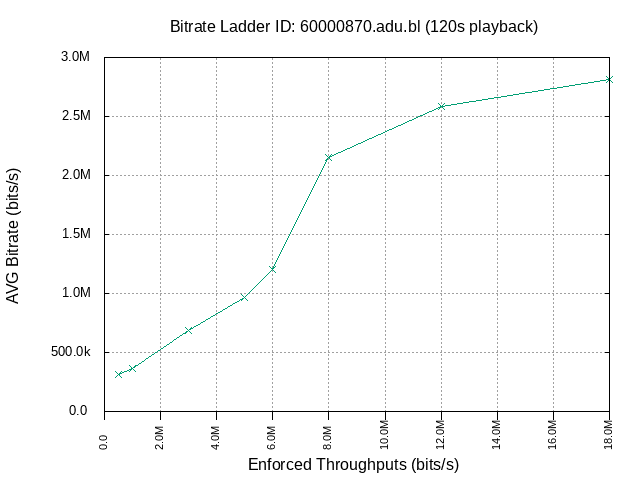 Bitrate Ladder ID: 60000870.adu.bl (120s playback)
3.0M
2.5M
2.0M
1.5M
1.0M
500.0k
0.0
AVG Bitrate (bits/s)
0.0
2.0M
4.0M
6.0M
8.0M
10.0M
12.0M
14.0M
16.0M
18.0M
Enforced Throughputs (bits/s)